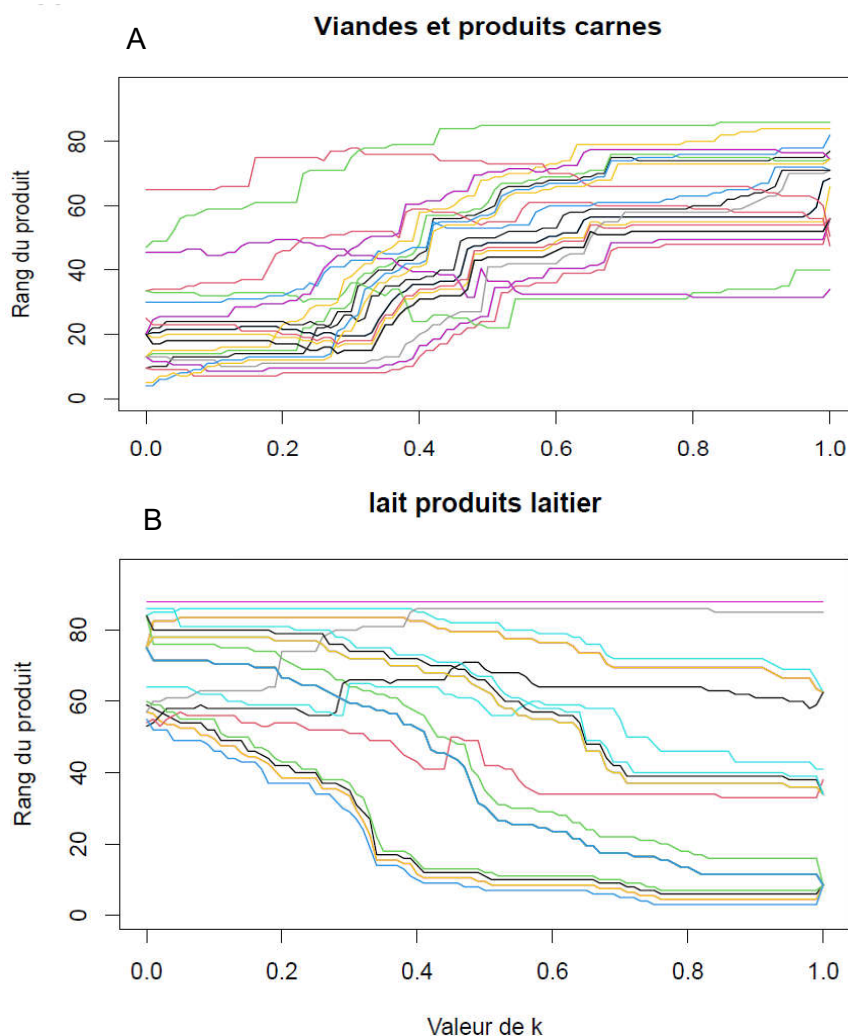 A
Viandes et produits carnes
Rang du produit
80
60
40
20
0
0.0 0.2 0.4 0.6 0.8 1.0
B
lait produits laitier
Rang du produit
80
60
40
20
0
0.0 0.2 0.4 0.6 0.8 1.0
Valeur de k